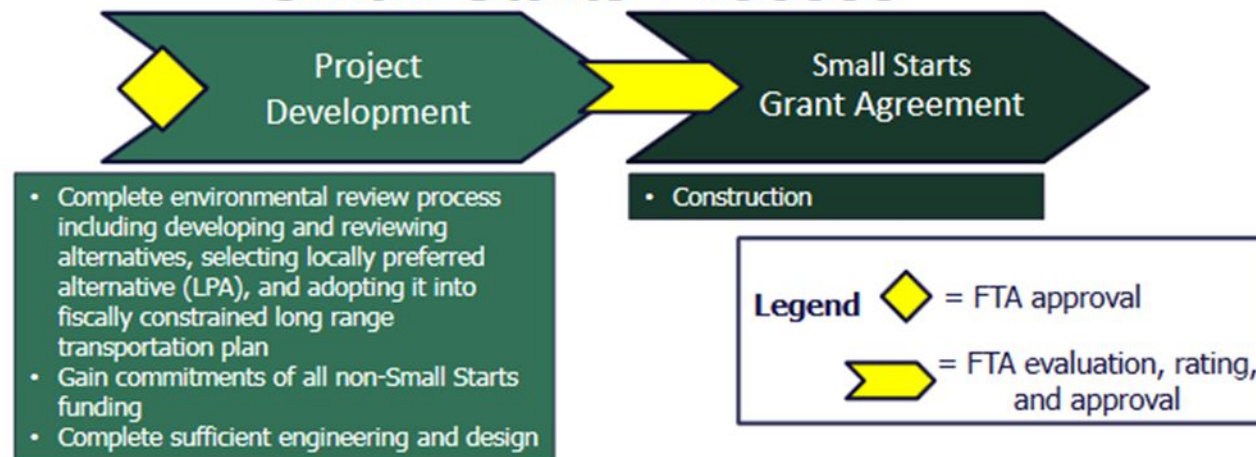 Project
Development
Small Starts
Grant Agreement
• Complete environmental review process
including developing and reviewing
alternatives, selecting locally preferred
alternative (LPA), and adopting it into
fiscally constrained long range
transportation plan
• Gain commitments of all non-Small Starts
funding
• Complete sufficient engineering and design
• Construction
Legend
= FTA approval
= FTA evaluation, rating,
and approval